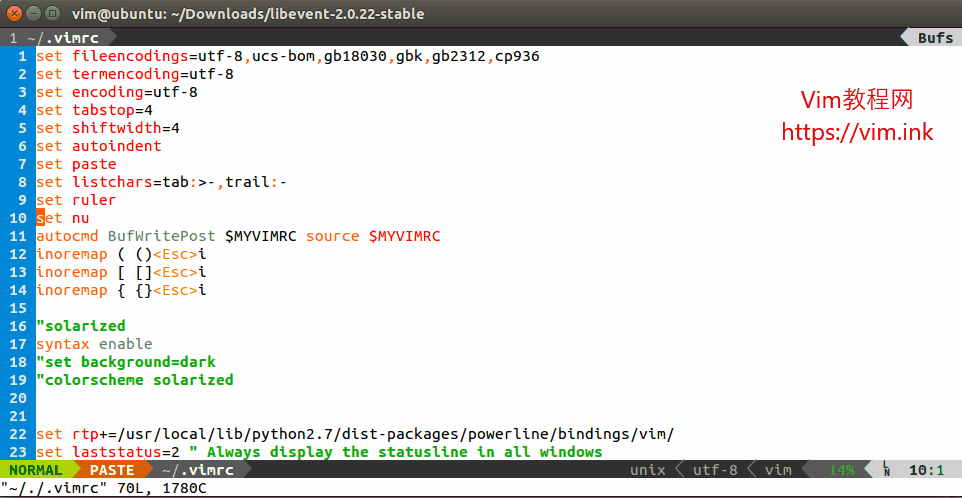 vim@ubuntu: ~/Downloads/libevent-2.0.22-stable
1 ~/.vimrc Bufs
1 set fileencodings=utf-8,ucs-bom,gb18030,gbk,gb2312,cp936
2 set termencoding=utf-8
3 set encoding=utf-8
4 set tabstop=4
5 set shiftwidth=4
6 set autoindent
7 set paste
8 set listchars=tab:>-,trail:-
9 set ruler
10 set nu
11 autocmd BufWritePost $MYVIMRC source $MYVIMRC
12 inoremap ( ()<Esc>i
13 inoremap [ []<Esc>i
14 inoremap { {}<Esc>i
15
16 "solarized
17 syntax enable
18 "set background=dark
19 "colorscheme solarized
20
21
22 set rtp+=/usr/local/lib/python2.7/dist-packages/powerline/bindings/vim/
23 set laststatus=2 " Always display the statusline in all windows
Vim教程网
https://vim.ink
NORMAL PASTE ~/.vimrc unix utf-8 vim 14% LN 10:1
"~/./.vimrc" 70L, 1780C